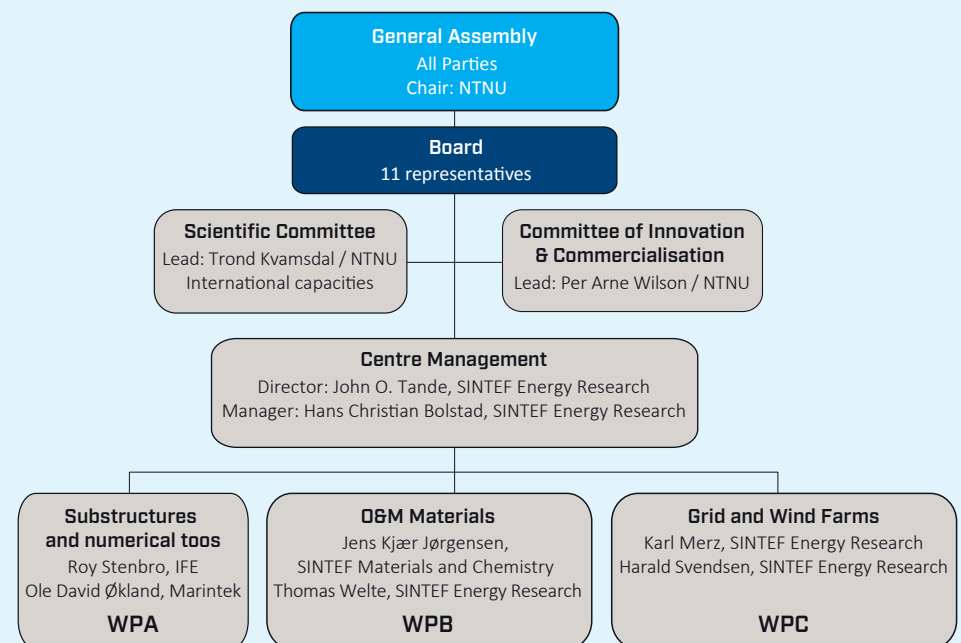 General Assembly
All Parties
Chair: NTNU
Board
11 representatives
Scientific Committee
Lead: Trond Kvamsdal / NTNU
International capacities
Committee of Innovation
& Commercialisation
Lead: Per Arne Wilson / NTNU
Centre Management
Director: John O. Tande, SINTEF Energy Research
Manager: Hans Christian Bolstad, SINTEF Energy Research
Substructures
and numerical toos
Roy Stenbro, IFE
Ole David Økland, Marintek
WPA
O&M Materials
Jens Kjær Jørgensen,
SINTEF Materials and Chemistry
Thomas Welte, SINTEF Energy Research
WPB
Grid and Wind Farms
Karl Merz, SINTEF Energy Research
Harald Svendsen, SINTEF Energy Research
WPC